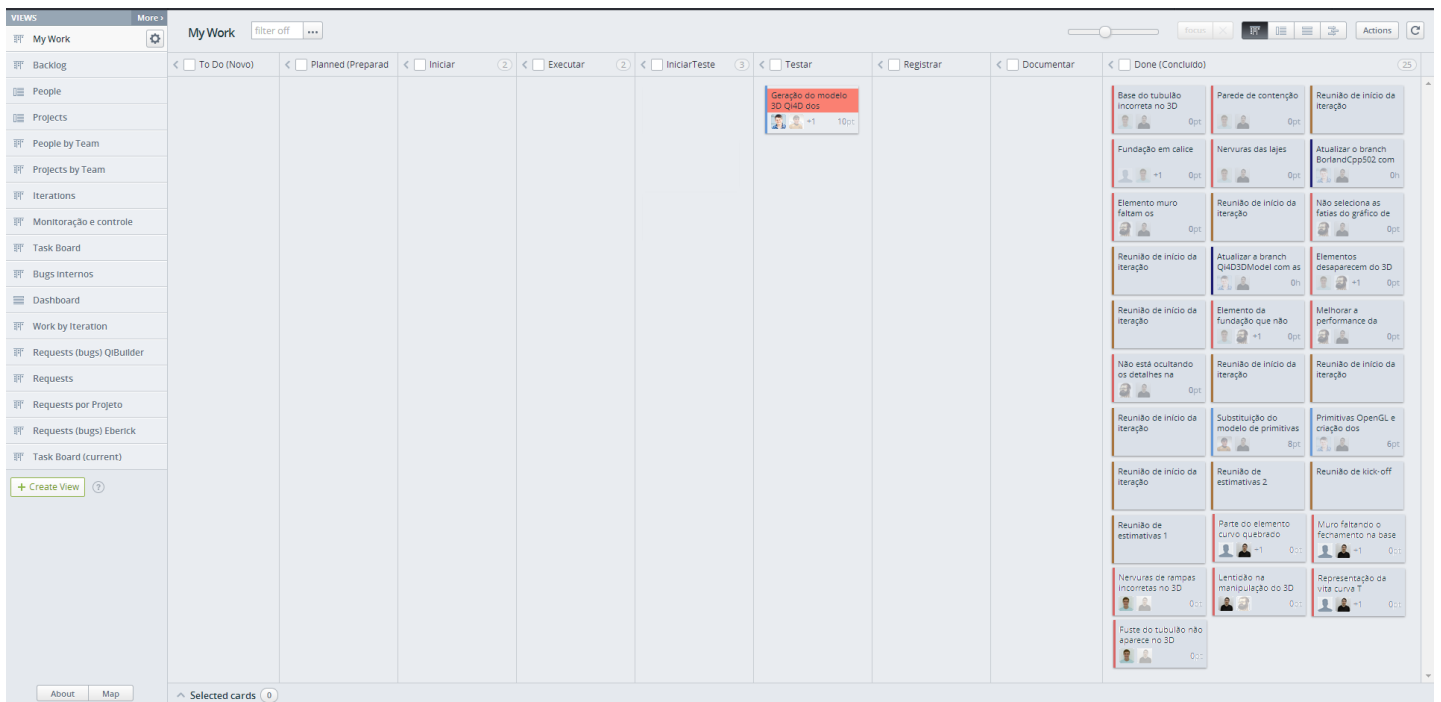 VIEWS
More ›
My Work
Backlog
People
Projects
People by Team
Projects by Team
Iterations
Monitoração e controle
Task Board
Bugs internos
Dashboard
Work by Iteration
Requests (bugs) QiBuilder
Requests
Requests por Projeto
Requests (bugs) Eberick
Task Board (current)
+ Create View ?
About
Map
My Work
filter off
...
Focus
Actions
To Do (Novo)
Planned (Preparad
Iniciar 2
Executar 2
IniciarTeste 3
Testar
Registrar
Documentar
Done (Concluído) 25
Geração do modelo
3D Qi4D dos
+1 10pt
Base do tubulão
incorreta no 3D
0pt
Parede de contenção
0pt
Reunião de início da
iteração
Fundação em calice
+1 0pt
Nervuras das lajes
0pt
Atualizar o branch
BorlandCpp502 com
0h
Elemento muro
faltam os
0pt
Reunião de início da
iteração
Não seleciona as
fatias do gráfico de
0pt
Reunião de início da
iteração
Atualizar a branch
Qi4D3DModel com as
0h
Elementos
desaparecem do 3D
+1 0pt
Reunião de início da
iteração
Elemento da
fundação que não
+1 0pt
Melhorar a
performance da
0pt
Não está ocultando
os detalhes na
0pt
Reunião de início da
iteração
Reunião de início da
iteração
Reunião de início da
iteração
Substituição do
modelo de primitivas
8pt
Primitivas OpenGL e
criação dos
6pt
Reunião de início da
iteração
Reunião de
estimativas 2
Reunião de kick-off
Reunião de
estimativas 1
Parte do elemento
curvo quebrado
+1 0pt
Muro faltando o
fechamento na base
+1 0pt
Nervuras de rampas
incorretas no 3D
0pt
Lentidão na
manipulação do 3D
0pt
Representação da
vita curva T
+1 0pt
Fuste do tubulão não
aparece no 3D
0pt
Selected cards 0